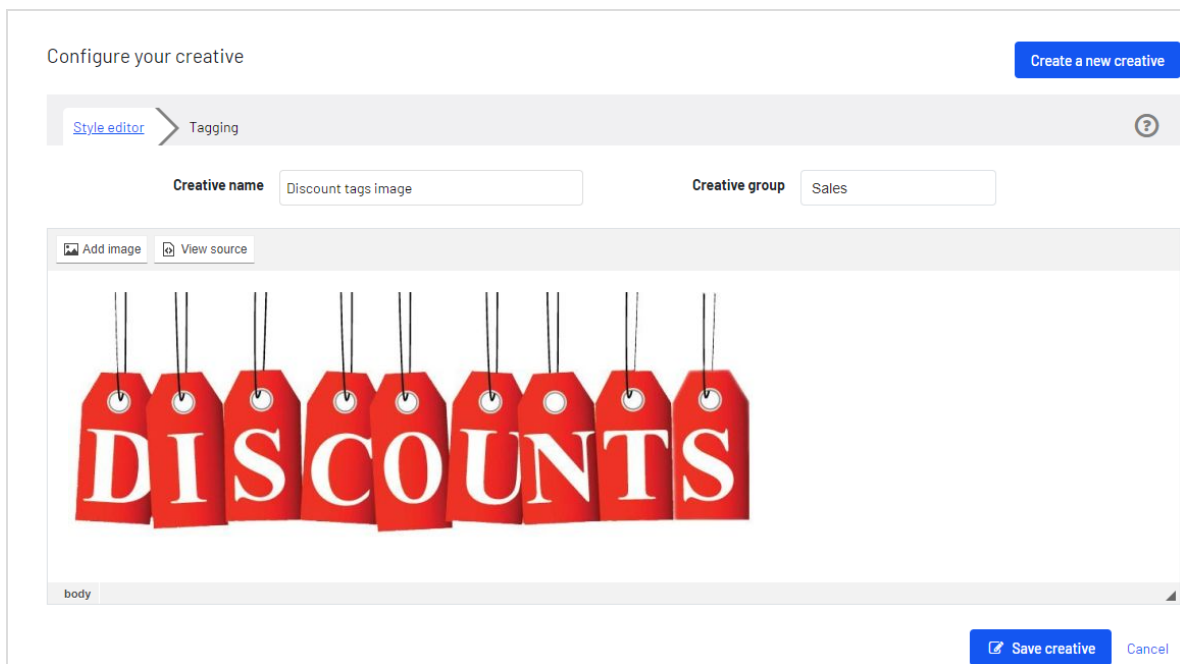 Configure your creative
Create a new creative
Style editor
Tagging
?
Creative name
Discount tags image
Creative group
Sales
Add image
View source
DISCOUNTS
body
Save creative
Cancel